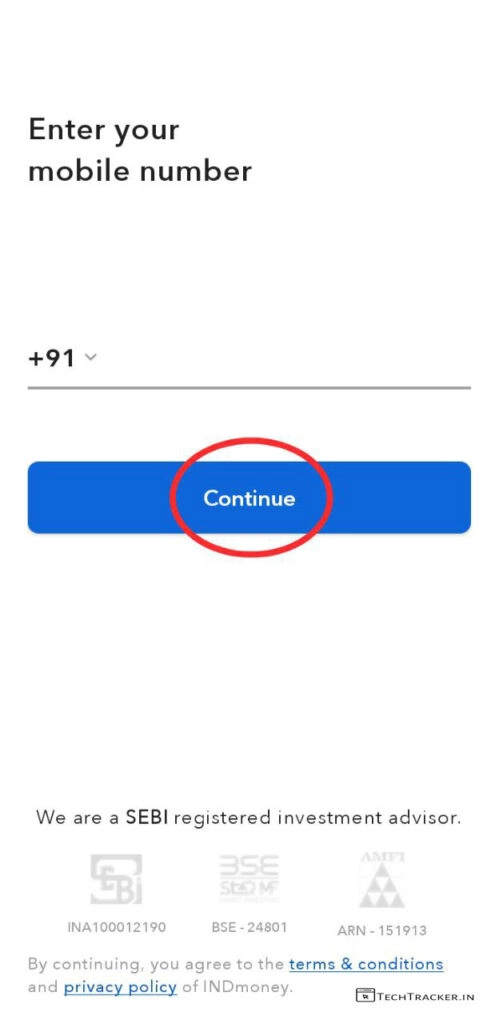 Enter your
mobile number
+91
Continue
We are a SEBI registered investment advisor.
SEBI
BSE
StAR MF
AMFI
INA100012190
BSE - 24801
ARN - 151913
By continuing, you agree to the terms & conditions
and privacy policy of INDmoney.
TECHTRACKER.IN